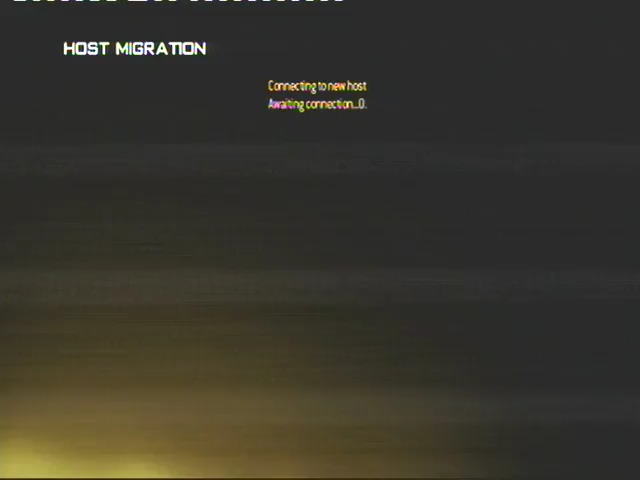 HOST MIGRATION
Connecting to new host
Awaiting connection...0.